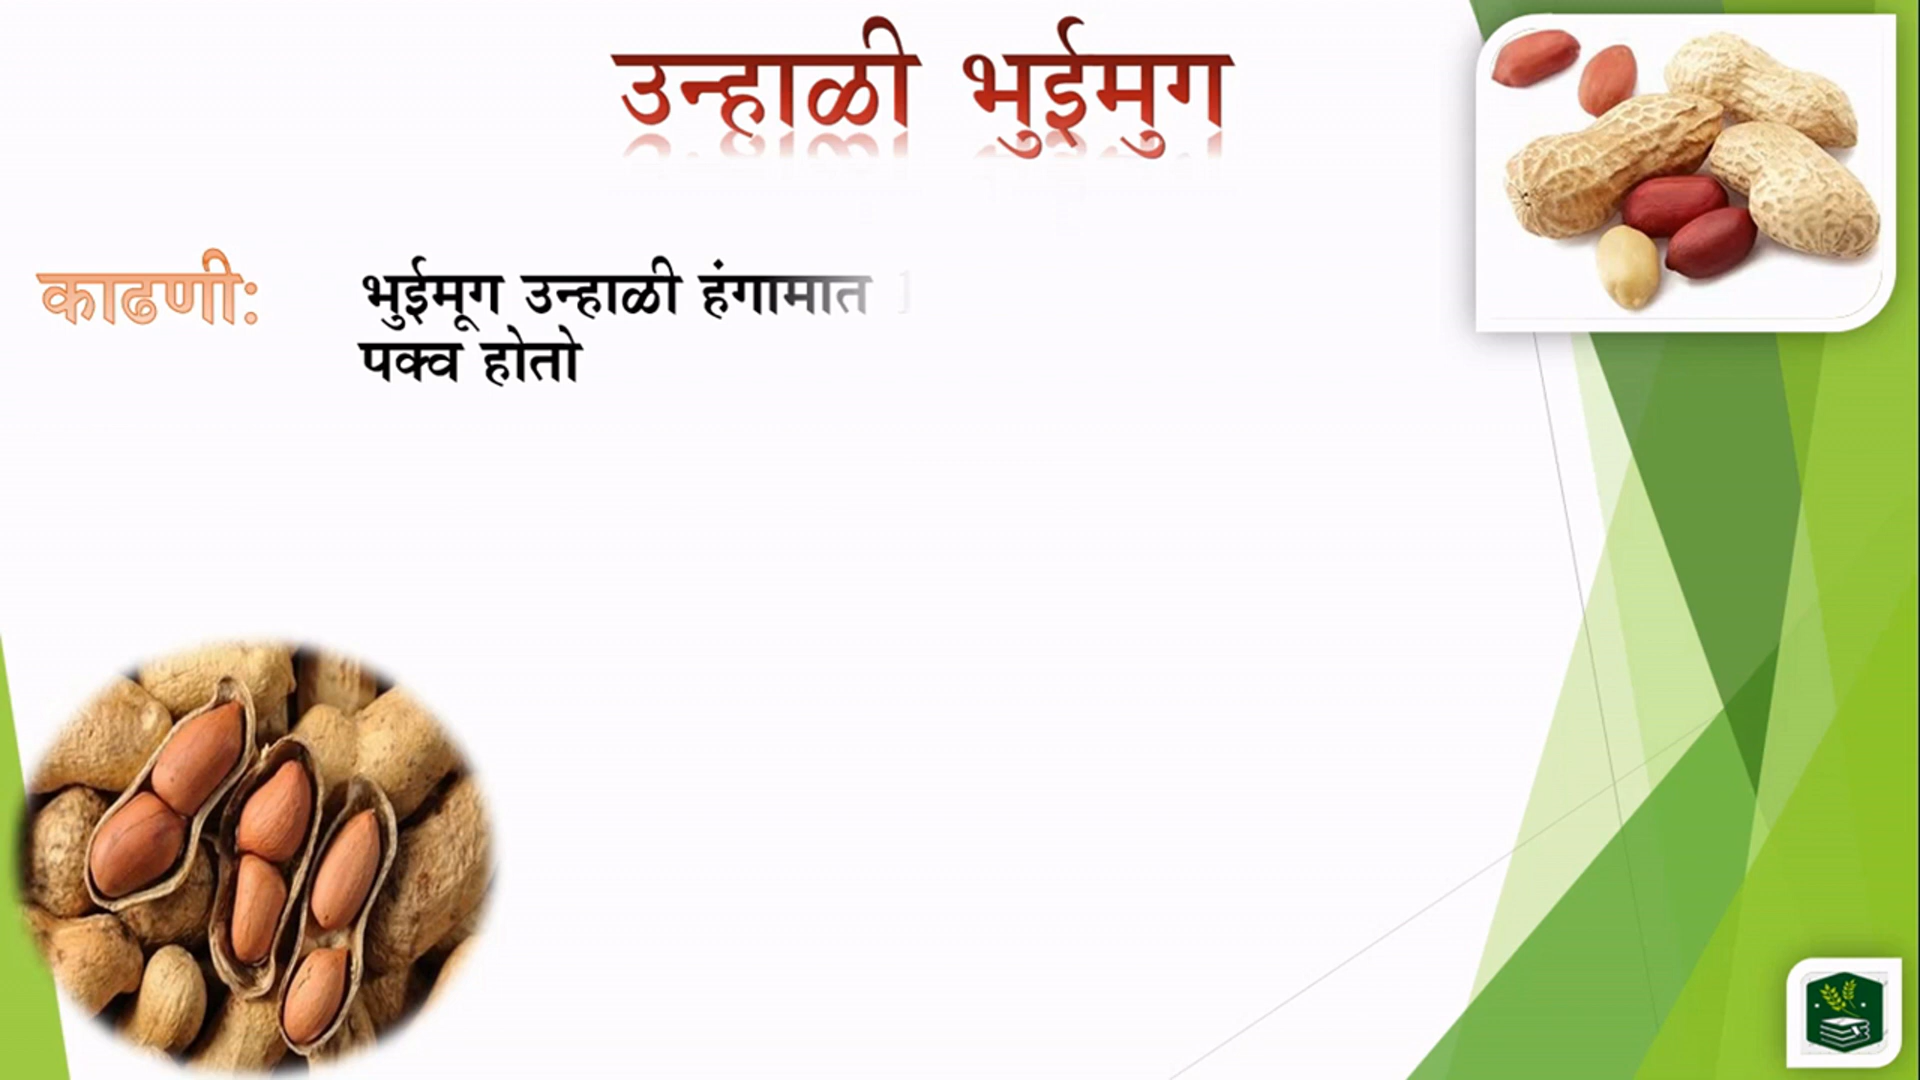 उन्हाळी भुईमुग
काढणी: भुईमूग उन्हाळी हंगामात
पक्व होतो